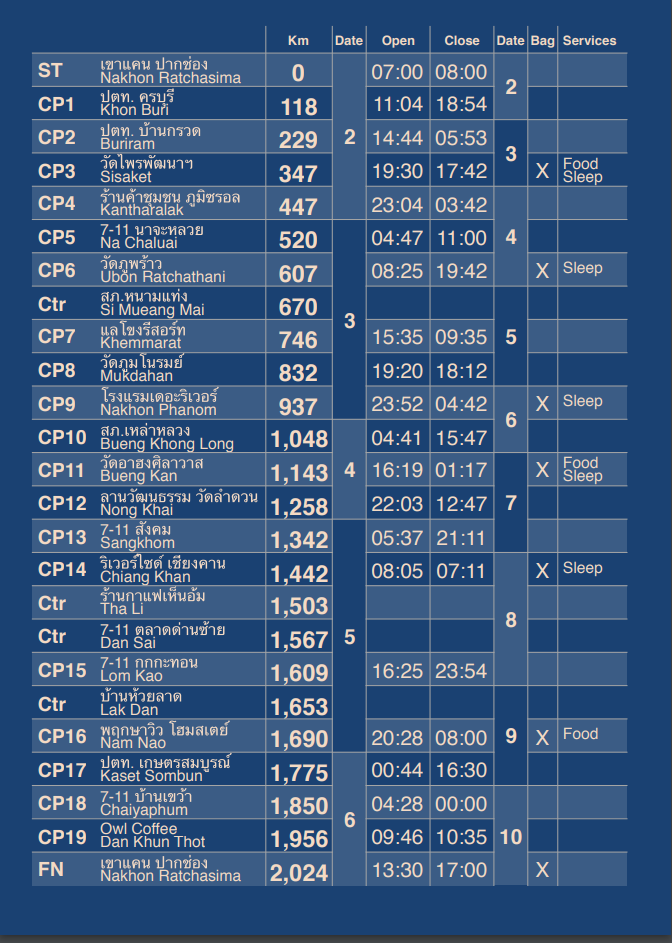 Km Date Open Close Date Bag Services
ST เขาแคน ปากช่อง
Nakhon Ratchasima 0 07:00 08:00
2
CP1 ปตท. ครบุรี
Khon Buri 118 11:04 18:54
CP2 ปตท. บ้านกรวด
Buriram 229 2 14:44 05:53
3
CP3 วัดไพรพัฒนาฯ
Sisaket 347 19:30 17:42 X Food
Sleep
CP4 ร้านค้าชุมชน ภูมิซรอล
Kantharalak 447 23:04 03:42
CP5 7-11 นาจะหลวย
Na Chaluai 520 04:47 11:00 4
CP6 วัดภูพร้าว
Ubon Ratchathani 607 08:25 19:42 X Sleep
Ctr สภ.หนามแท่ง
Si Mueang Mai 670
3
CP7 แลโขงรีสอร์ท
Khemmarat 746 15:35 09:35 5
CP8 วัดภูมโนรมย์
Mukdahan 832 19:20 18:12
CP9 โรงแรมเดอะริเวอร์
Nakhon Phanom 937 23:52 04:42 X Sleep
6
CP10 สภ.เหล่าหลวง
Bueng Khong Long 1,048 04:41 15:47
CP11 วัดอาฮงศิลาวาส
Bueng Kan 1,143 4 16:19 01:17 X Food
Sleep
CP12 ลานวัฒนธรรม วัดลำดวน
Nong Khai 1,258 22:03 12:47 7
CP13 7-11 สังคม
Sangkhom 1,342 05:37 21:11
CP14 ริเวอร์ไซด์ เชียงคาน
Chiang Khan 1,442 08:05 07:11 X Sleep
Ctr ร้านกาแฟเห็นอ้ม
Tha Li 1,503
8
Ctr 7-11 ตลาดด่านซ้าย
Dan Sai 1,567 5
CP15 7-11 กกกะทอน
Lom Kao 1,609 16:25 23:54
Ctr บ้านห้วยลาด
Lak Dan 1,653
CP16 พฤกษาวิว โฮมสเตย์
Nam Nao 1,690 20:28 08:00 9 X Food
CP17 ปตท. เกษตรสมบูรณ์
Kaset Sombun 1,775 00:44 16:30
CP18 7-11 บ้านเขว้า
Chaiyaphum 1,850 04:28 00:00
6
CP19 Owl Coffee
Dan Khun Thot 1,956 09:46 10:35 10
FN เขาแคน ปากช่อง
Nakhon Ratchasima 2,024 13:30 17:00 X